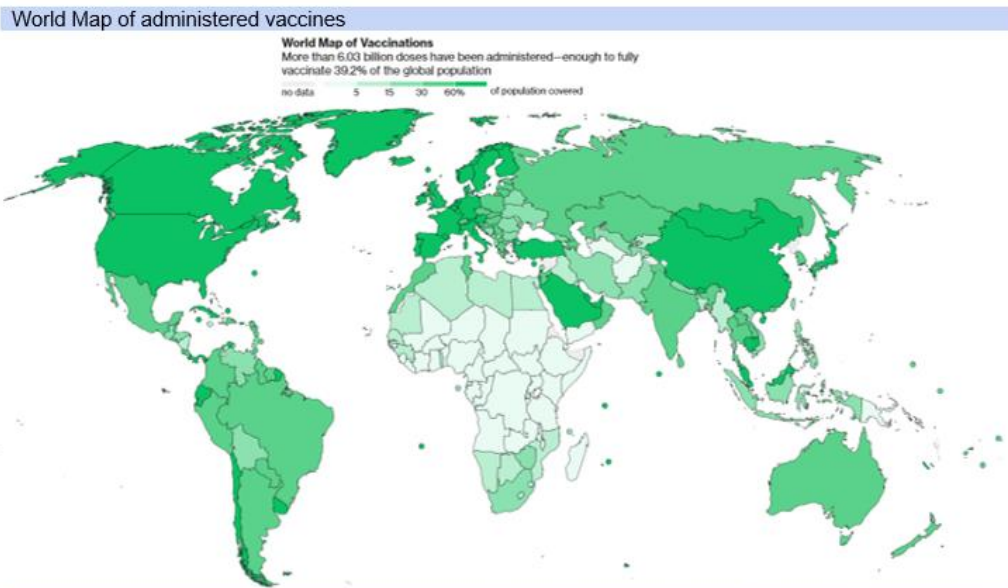 World Map of administered vaccines
World Map of Vaccinations
More than 6.03 billion doses have been administered—enough to fully
vaccinate 39.2% of the global population
no data 5 15 30 60% of population covered